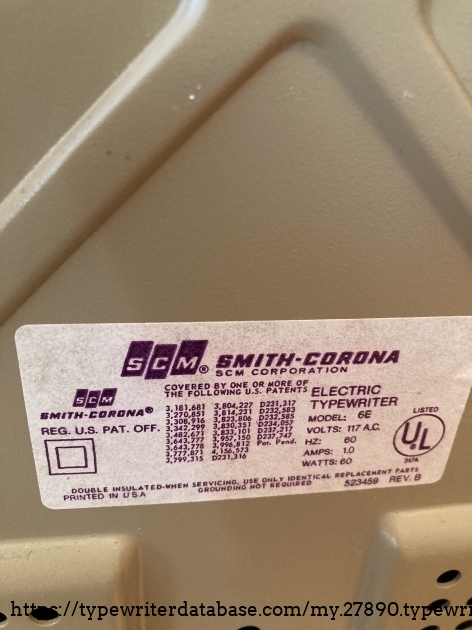 SCM® SMITH-CORONA
SCM CORPORATION
SCM
SMITH-CORONA®
REG. U.S. PAT. OFF.
COVERED BY ONE OR MORE OF
THE FOLLOWING U.S. PATENTS
3,181,681 3,804,227 D231,317
3,270,851 3,814,231 D232,583
3,308,916 3,823,806 D232,585
3,342,299 3,830,351 D234,057
3,482,671 3,833,101 D237,217
3,643,777 3,957,150 D237,747
3,643,778 3,996,812 Pat. Pend.
3,777,871 4,156,573
3,799,315 D231,316
ELECTRIC
TYPEWRITER
MODEL: 6E
VOLTS: 117 A.C.
HZ: 60
AMPS: 1.0
WATTS: 60
LISTED
UL
DOUBLE INSULATED-WHEN SERVICING, USE ONLY IDENTICAL REPLACEMENT PARTS
GROUNDING NOT REQUIRED
PRINTED IN U.S.A
523459 REV. B
https://typewriterdatabase.com/my.27890.typewri